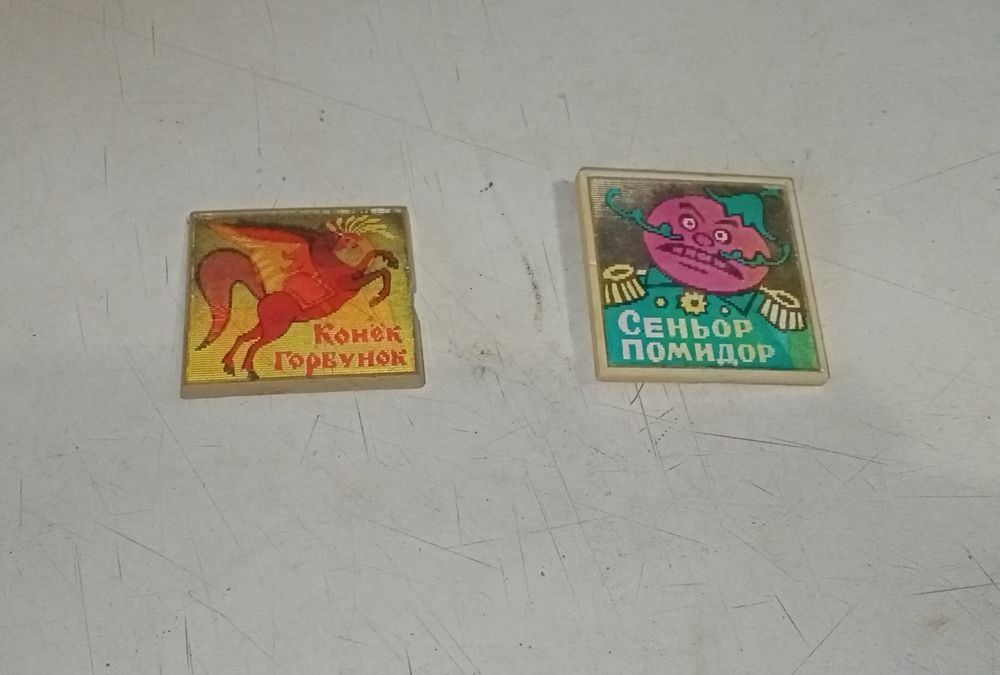 Конёк
Горбунок
Сеньор
Помидор